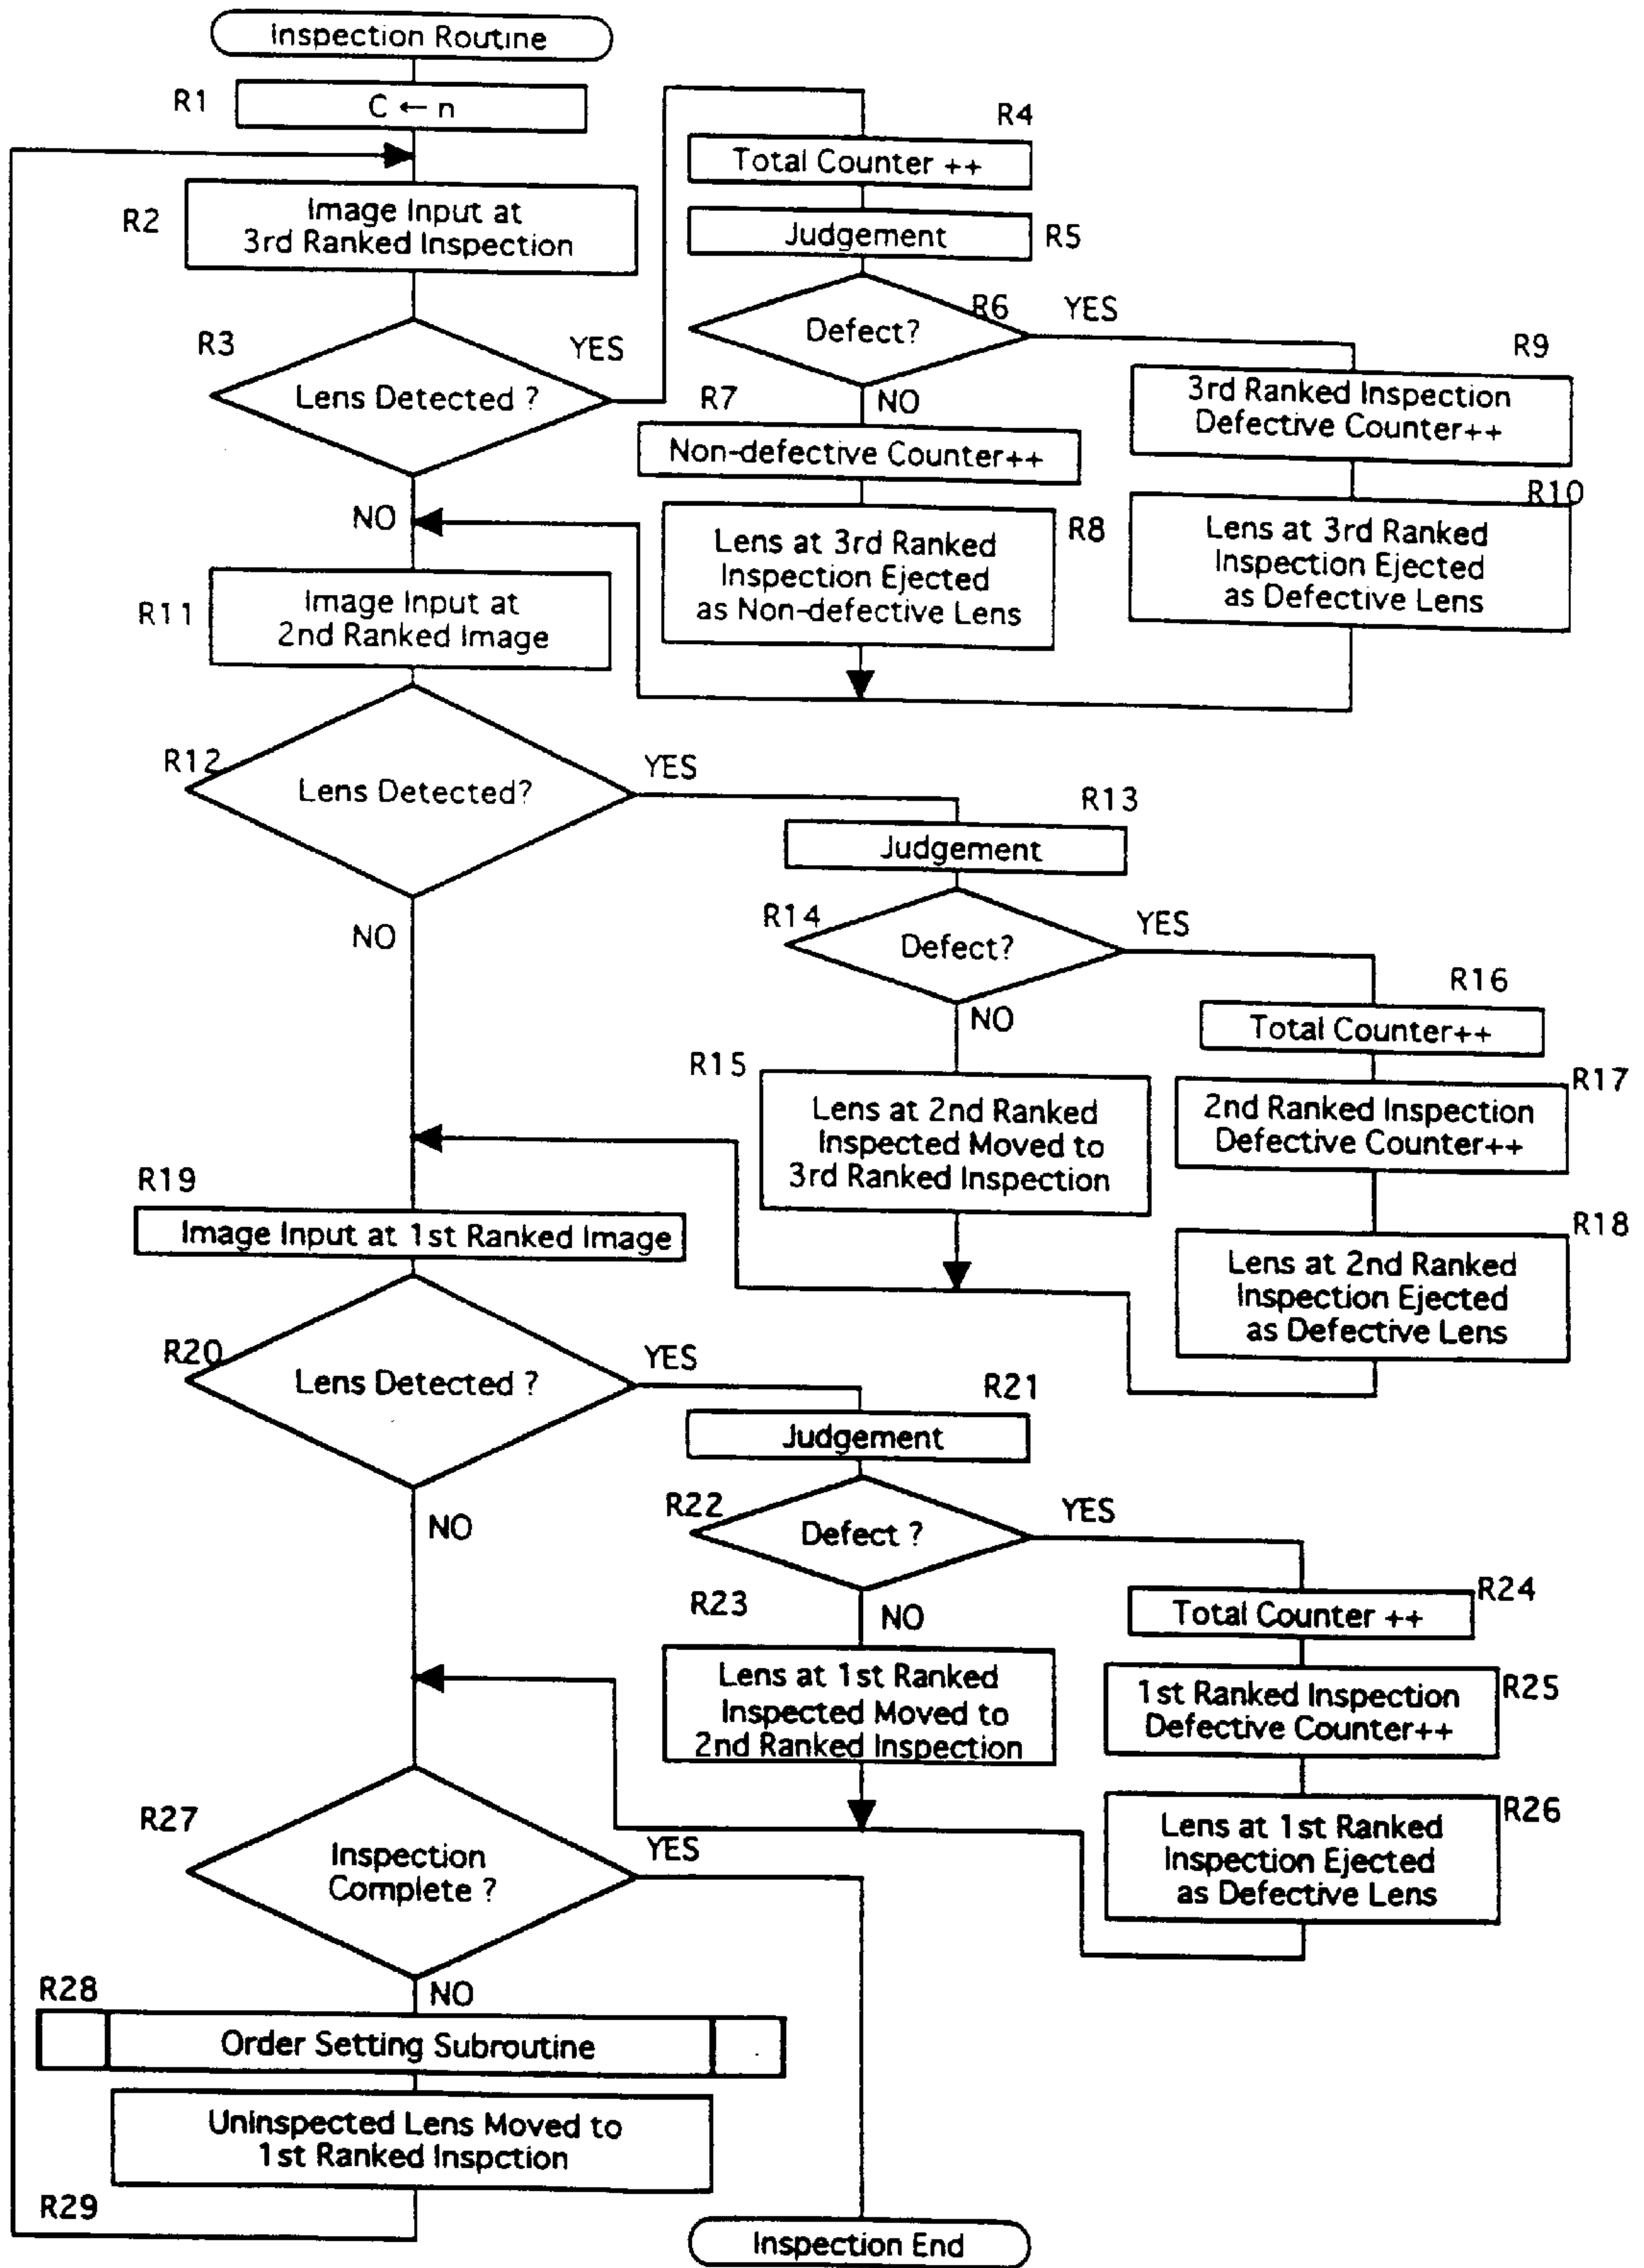 Inspection Routine
R1
C ← n
R2
Image Input at
3rd Ranked Inspection
R3
Lens Detected ?
YES
NO
R4
Total Counter ++
Judgement
R5
R6
Defect?
YES
NO
R7
Non-defective Counter++
R8
Lens at 3rd Ranked
Inspection Ejected
as Non-defective Lens
R9
3rd Ranked Inspection
Defective Counter++
R10
Lens at 3rd Ranked
Inspection Ejected
as Defective Lens
R11
Image Input at
2nd Ranked Image
R12
Lens Detected?
YES
NO
R13
Judgement
R14
Defect?
YES
NO
R15
Lens at 2nd Ranked
Inspected Moved to
3rd Ranked Inspection
R16
Total Counter++
R17
2nd Ranked Inspection
Defective Counter++
R18
Lens at 2nd Ranked
Inspection Ejected
as Defective Lens
R19
Image Input at 1st Ranked Image
R20
Lens Detected ?
YES
NO
R21
Judgement
R22
Defect ?
YES
NO
R23
Lens at 1st Ranked
Inspected Moved to
2nd Ranked Inspection
R24
Total Counter ++
R25
1st Ranked Inspection
Defective Counter++
R26
Lens at 1st Ranked
Inspection Ejected
as Defective Lens
R27
Inspection
Complete ?
YES
NO
R28
Order Setting Subroutine
Uninspected Lens Moved to
1st Ranked Inspction
R29
Inspection End